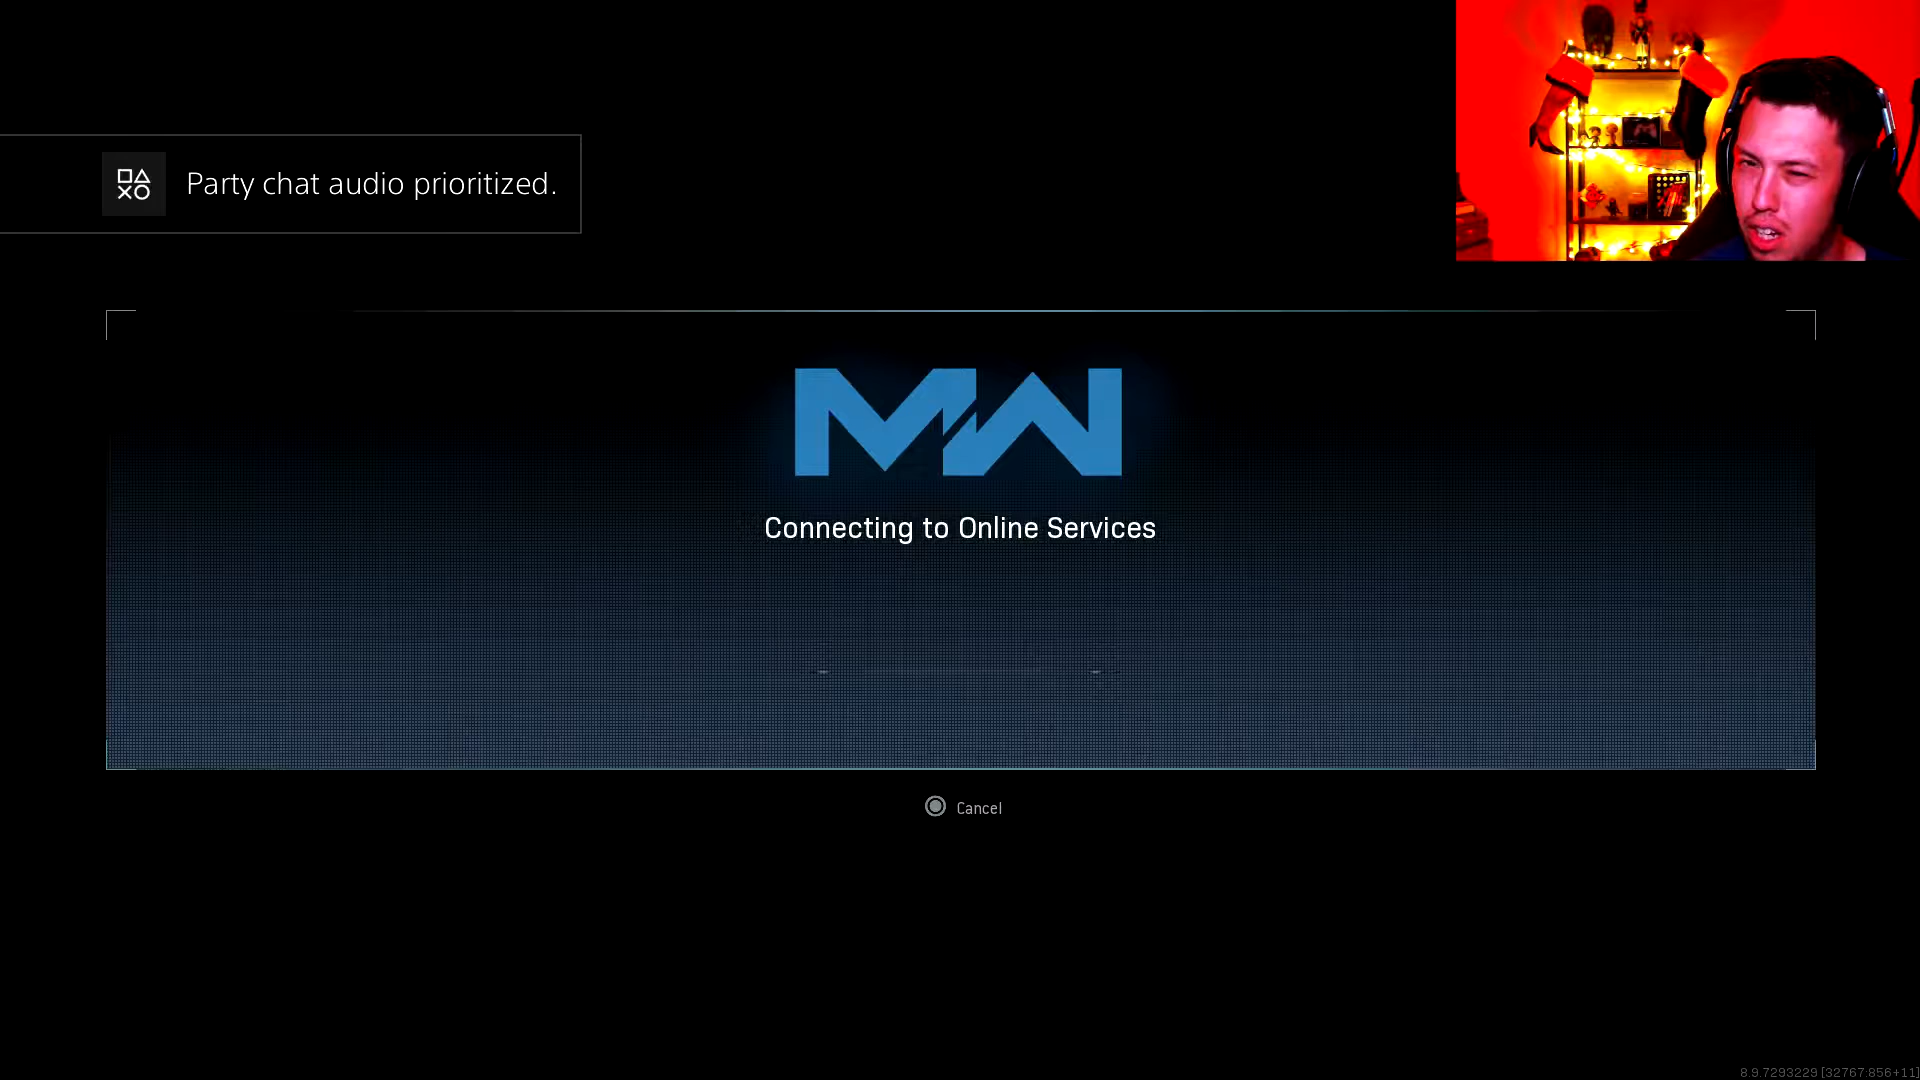 Party chat audio prioritized.
MW
Connecting to Online Services
Cancel
8.9.7293229 [32767:856+11]